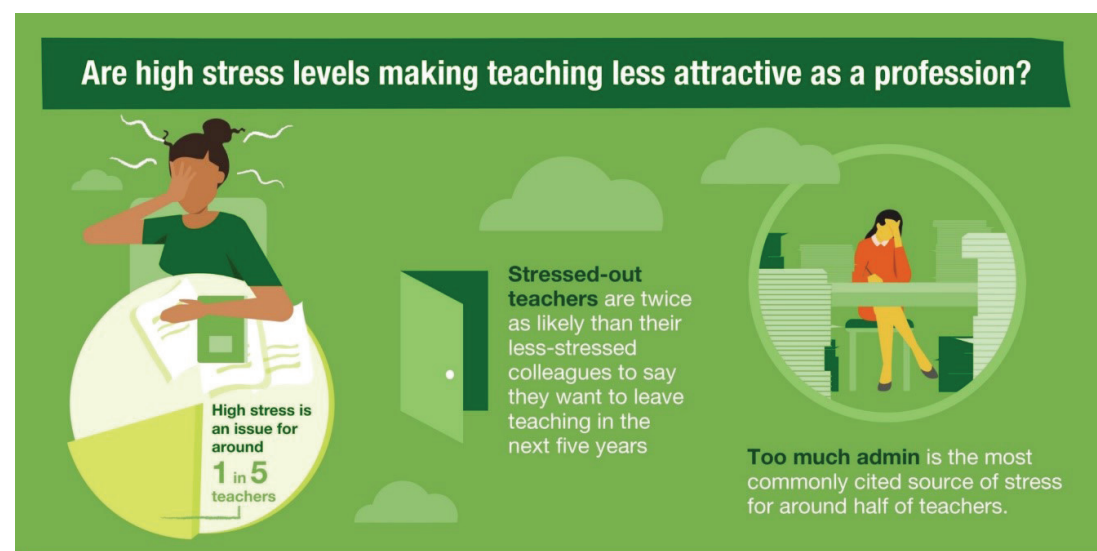 Are high stress levels making teaching less attractive as a profession?
High stress is
an issue for
around
1 in 5
teachers
Stressed-out
teachers are twice
as likely than their
less-stressed
colleagues to say
they want to leave
teaching in the
next five years
Too much admin is the most
commonly cited source of stress
for around half of teachers.